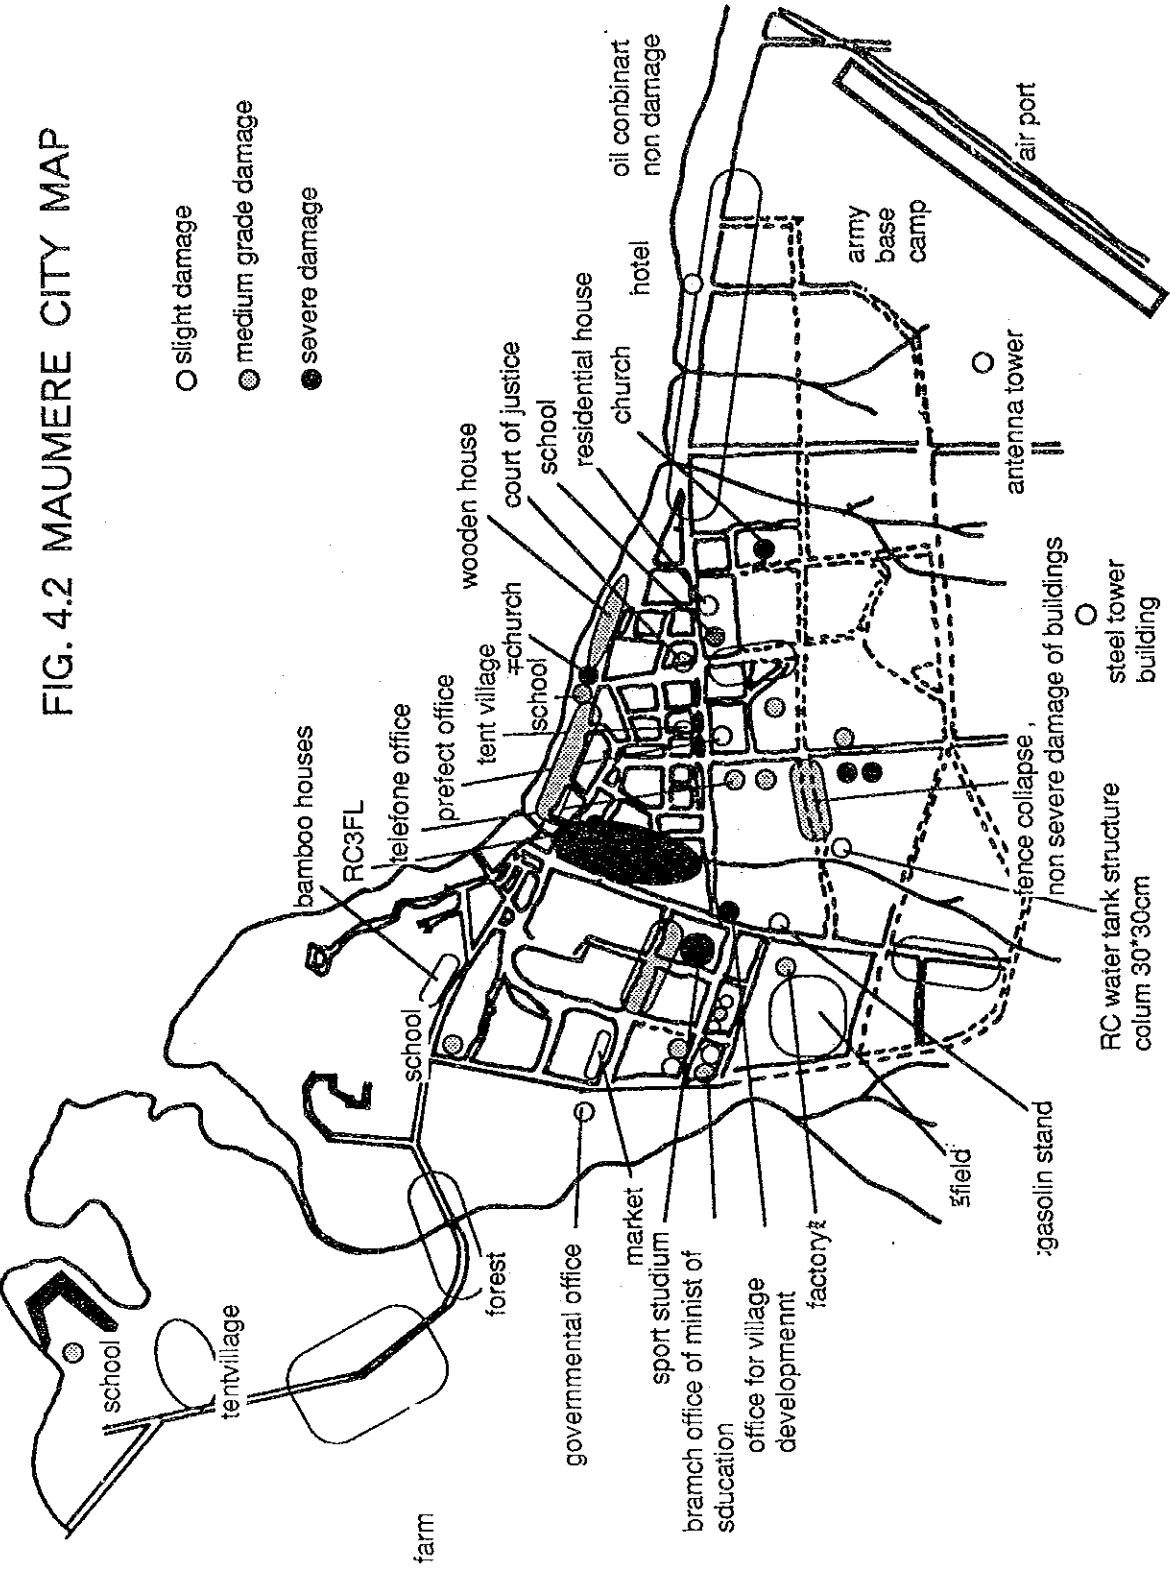 FIG. 4.2 MAUMERE CITY MAP
slight damage
medium grade damage
severe damage
bamboo houses
RC3FL
telefone office
prefect office
tent village
church
school
wooden house
court of justice
school
residential house
church
hotel
oil conbinart
non damage
school
school
tentvillage
forest
farm
army
base
camp
air port
antenna tower
steel tower
building
fence collapse,
non severe damage of buildings
RC water tank structure
colum 30*30cm
governmental office
market
sport studium
bramch office of minist of
sducation
office for village
developmennt
factory
field
gasolin stand